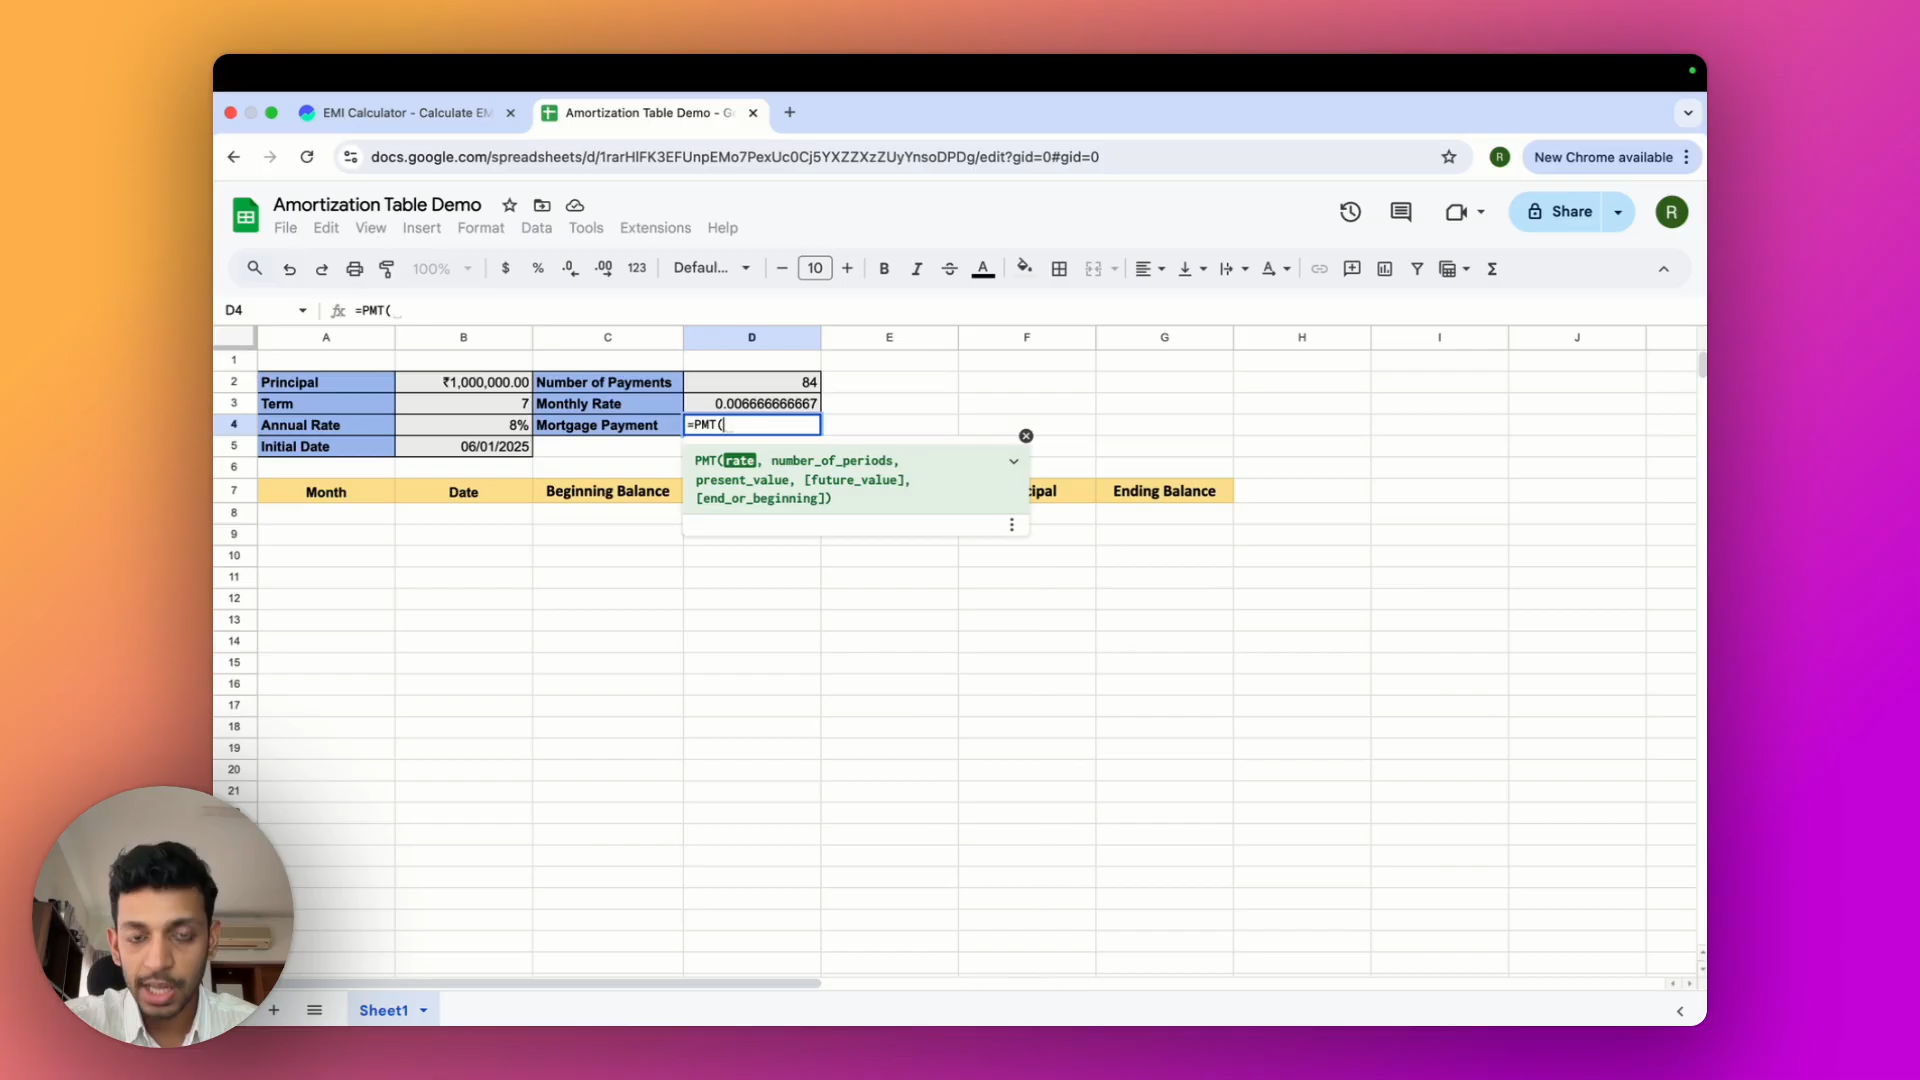 EMI Calculator - Calculate EM
Amortization Table Demo - Go
docs.google.com/spreadsheets/d/1rarHIFK3EFUnpEMo7PexUc0Cj5YXZZXzZUyYnsoDPDg/edit?gid=0#gid=0
R
New Chrome available
Amortization Table Demo
File Edit View Insert Format Data Tools Extensions Help
Share
R
100% $ % .0 .00 123 Defaul... 10 B I A
D4 fx =PMT(
A B C D E F G H I J
1
2 Principal ₹1,000,000.00 Number of Payments 84
3 Term 7 Monthly Rate 0.006666666667
4 Annual Rate 8% Mortgage Payment =PMT(
5 Initial Date 06/01/2025
PMT(rate, number_of_periods,
present_value, [future_value],
[end_or_beginning])
6
7 Month Date Beginning Balance cipal Ending Balance
8
9
10
11
12
13
14
15
16
17
18
19
20
21
Sheet1